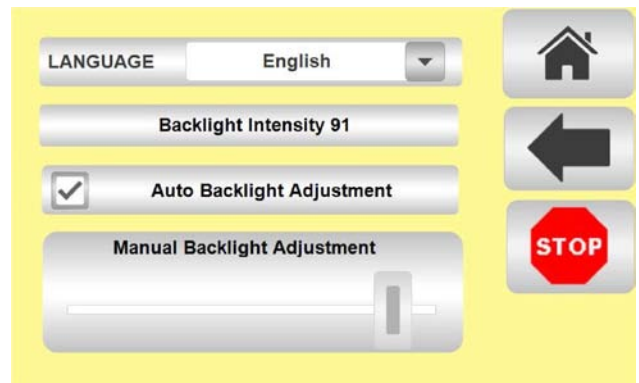 LANGUAGE English
Backlight Intensity 91
Auto Backlight Adjustment
Manual Backlight Adjustment
STOP